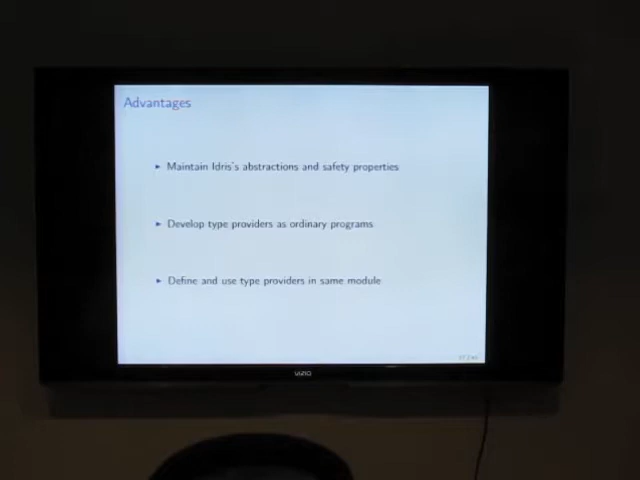 Advantages
▸ Maintain Idris's abstractions and safety properties
▸ Develop type providers as ordinary programs
▸ Define and use type providers in same module
VIZIO